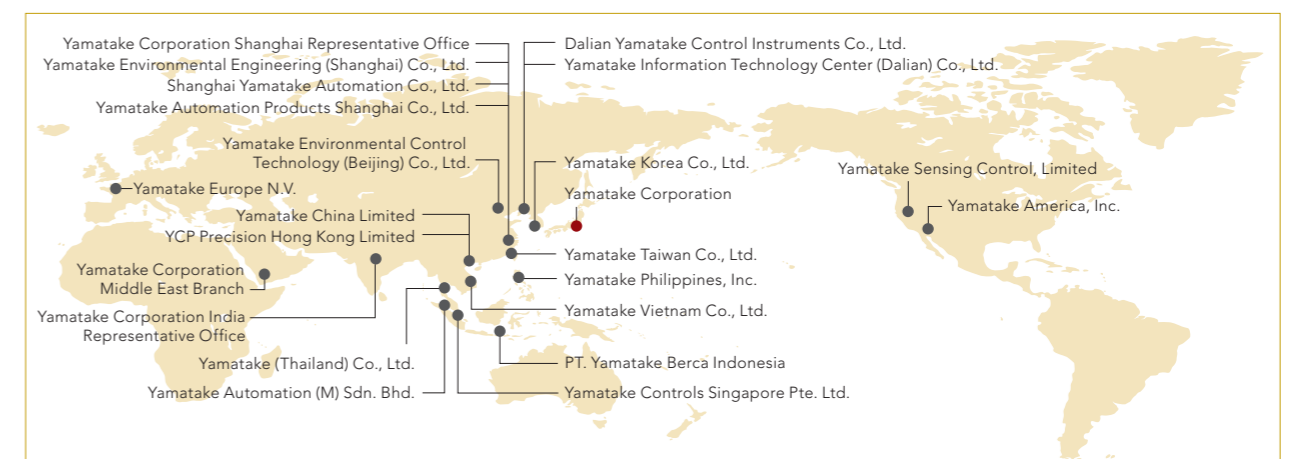 Yamatake Corporation Shanghai Representative Office
Yamatake Environmental Engineering (Shanghai) Co., Ltd.
Shanghai Yamatake Automation Co., Ltd.
Yamatake Automation Products Shanghai Co., Ltd.
Yamatake Environmental Control
Technology (Beijing) Co., Ltd.
Yamatake Europe N.V.
Yamatake China Limited
YCP Precision Hong Kong Limited
Yamatake Corporation
Middle East Branch
Yamatake Corporation India
Representative Office
Yamatake (Thailand) Co., Ltd.
Yamatake Automation (M) Sdn. Bhd.
Dalian Yamatake Control Instruments Co., Ltd.
Yamatake Information Technology Center (Dalian) Co., Ltd.
Yamatake Korea Co., Ltd.
Yamatake Corporation
Yamatake Taiwan Co., Ltd.
Yamatake Philippines, Inc.
Yamatake Vietnam Co., Ltd.
PT. Yamatake Berca Indonesia
Yamatake Controls Singapore Pte. Ltd.
Yamatake Sensing Control, Limited
Yamatake America, Inc.